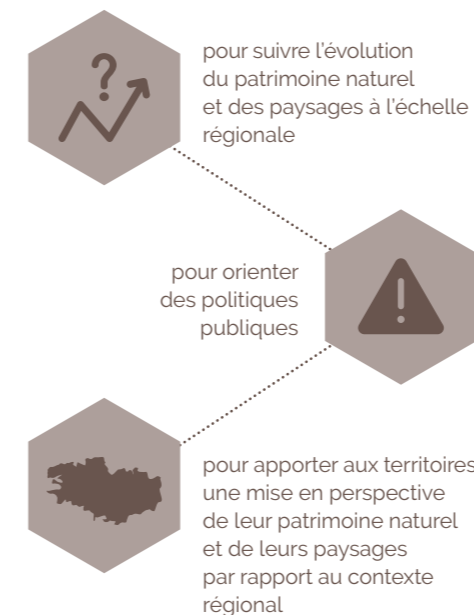 pour suivre l'évolution
du patrimoine naturel
et des paysages à l'échelle
régionale
pour orienter
des politiques
publiques
pour apporter aux territoires
une mise en perspective
de leur patrimoine naturel
et de leurs paysages
par rapport au contexte
régional